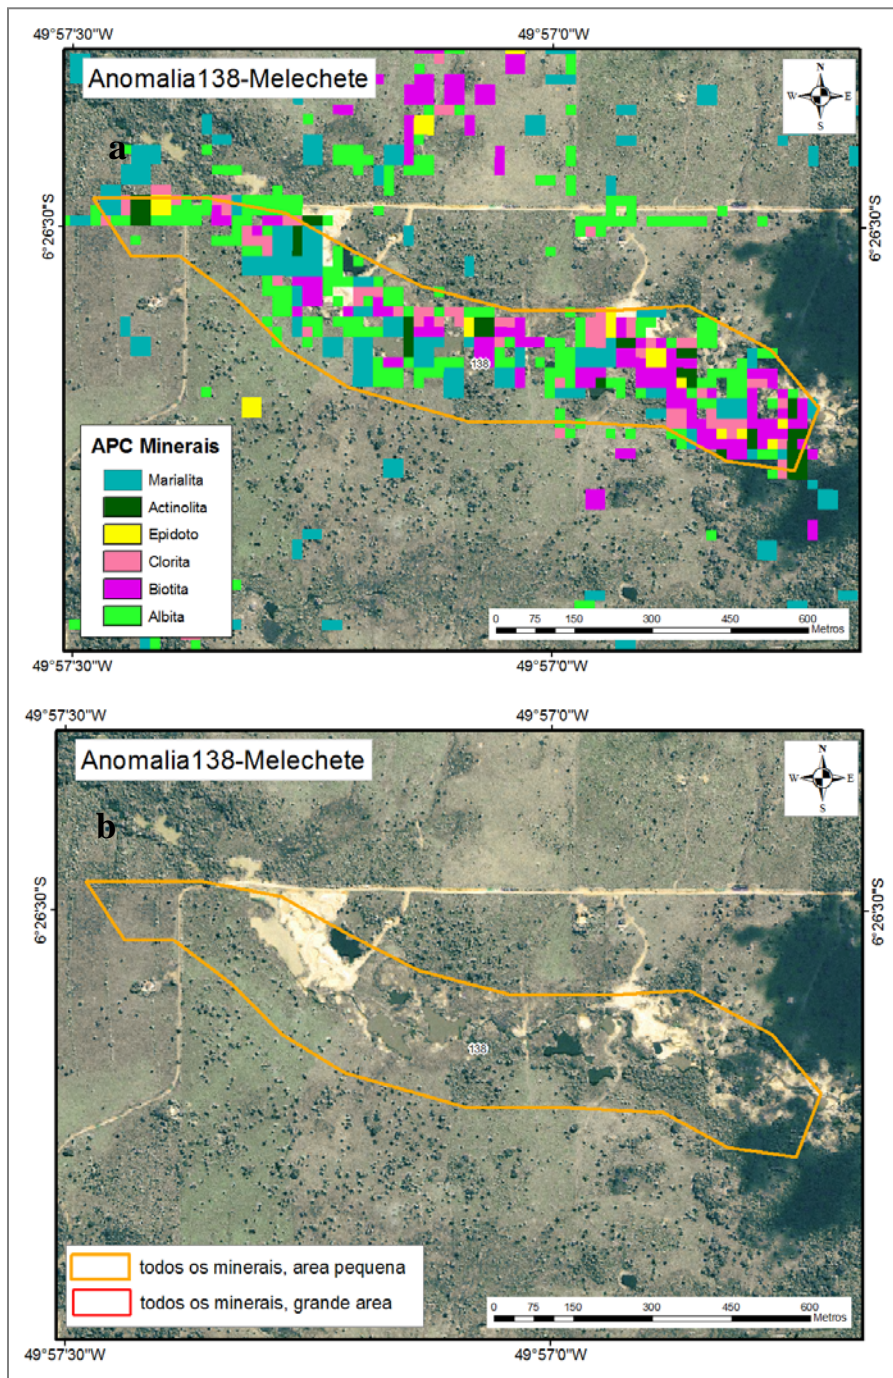 49°57'30"W
49°57'0"W
Anomalia138-Melechete
N
W
E
S
a
6°26'30"S
6°26'30"S
138
APC Minerais
Marialita
Actinolita
Epidoto
Clorita
Biotita
Albita
0 75 150 300 450 600
Metros
49°57'30"W
49°57'0"W
49°57'30"W
49°57'0"W
Anomalia138-Melechete
N
W
E
S
b
6°26'30"S
6°26'30"S
138
todos os minerais, area pequena
todos os minerais, grande area
0 75 150 300 450 600
Metros
49°57'30"W
49°57'0"W